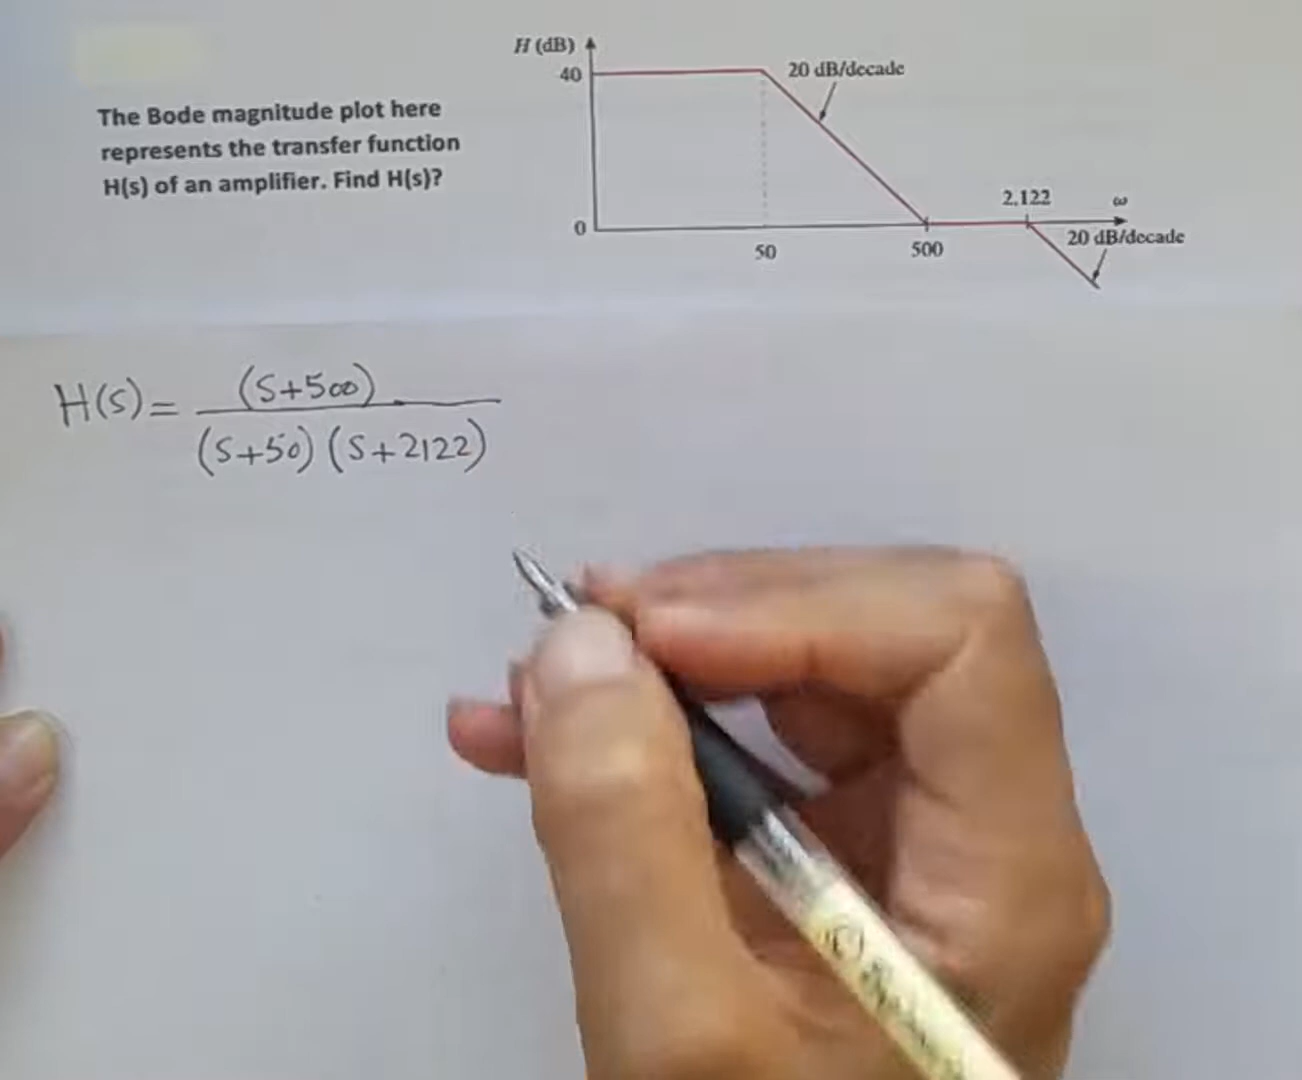 H (dB)
40
20 dB/decade
The Bode magnitude plot here
represents the transfer function
H(s) of an amplifier. Find H(s)?
2,122
ω
0
20 dB/decade
50
500
H(s) = (s+500)
(s+50) (s+2122)